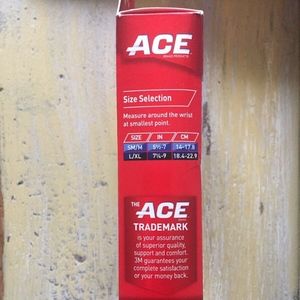 ACE
BRAND PRODUCTS
Size Selection
Measure around the wrist
at smallest point.
SIZE IN CM
SM/M 5½-7 14-17.8
L/XL 7¼-9 18.4-22.9
THE ACE
TRADEMARK
is your assurance
of superior quality,
support and comfort.
3M guarantees your
complete satisfaction
or your money back.